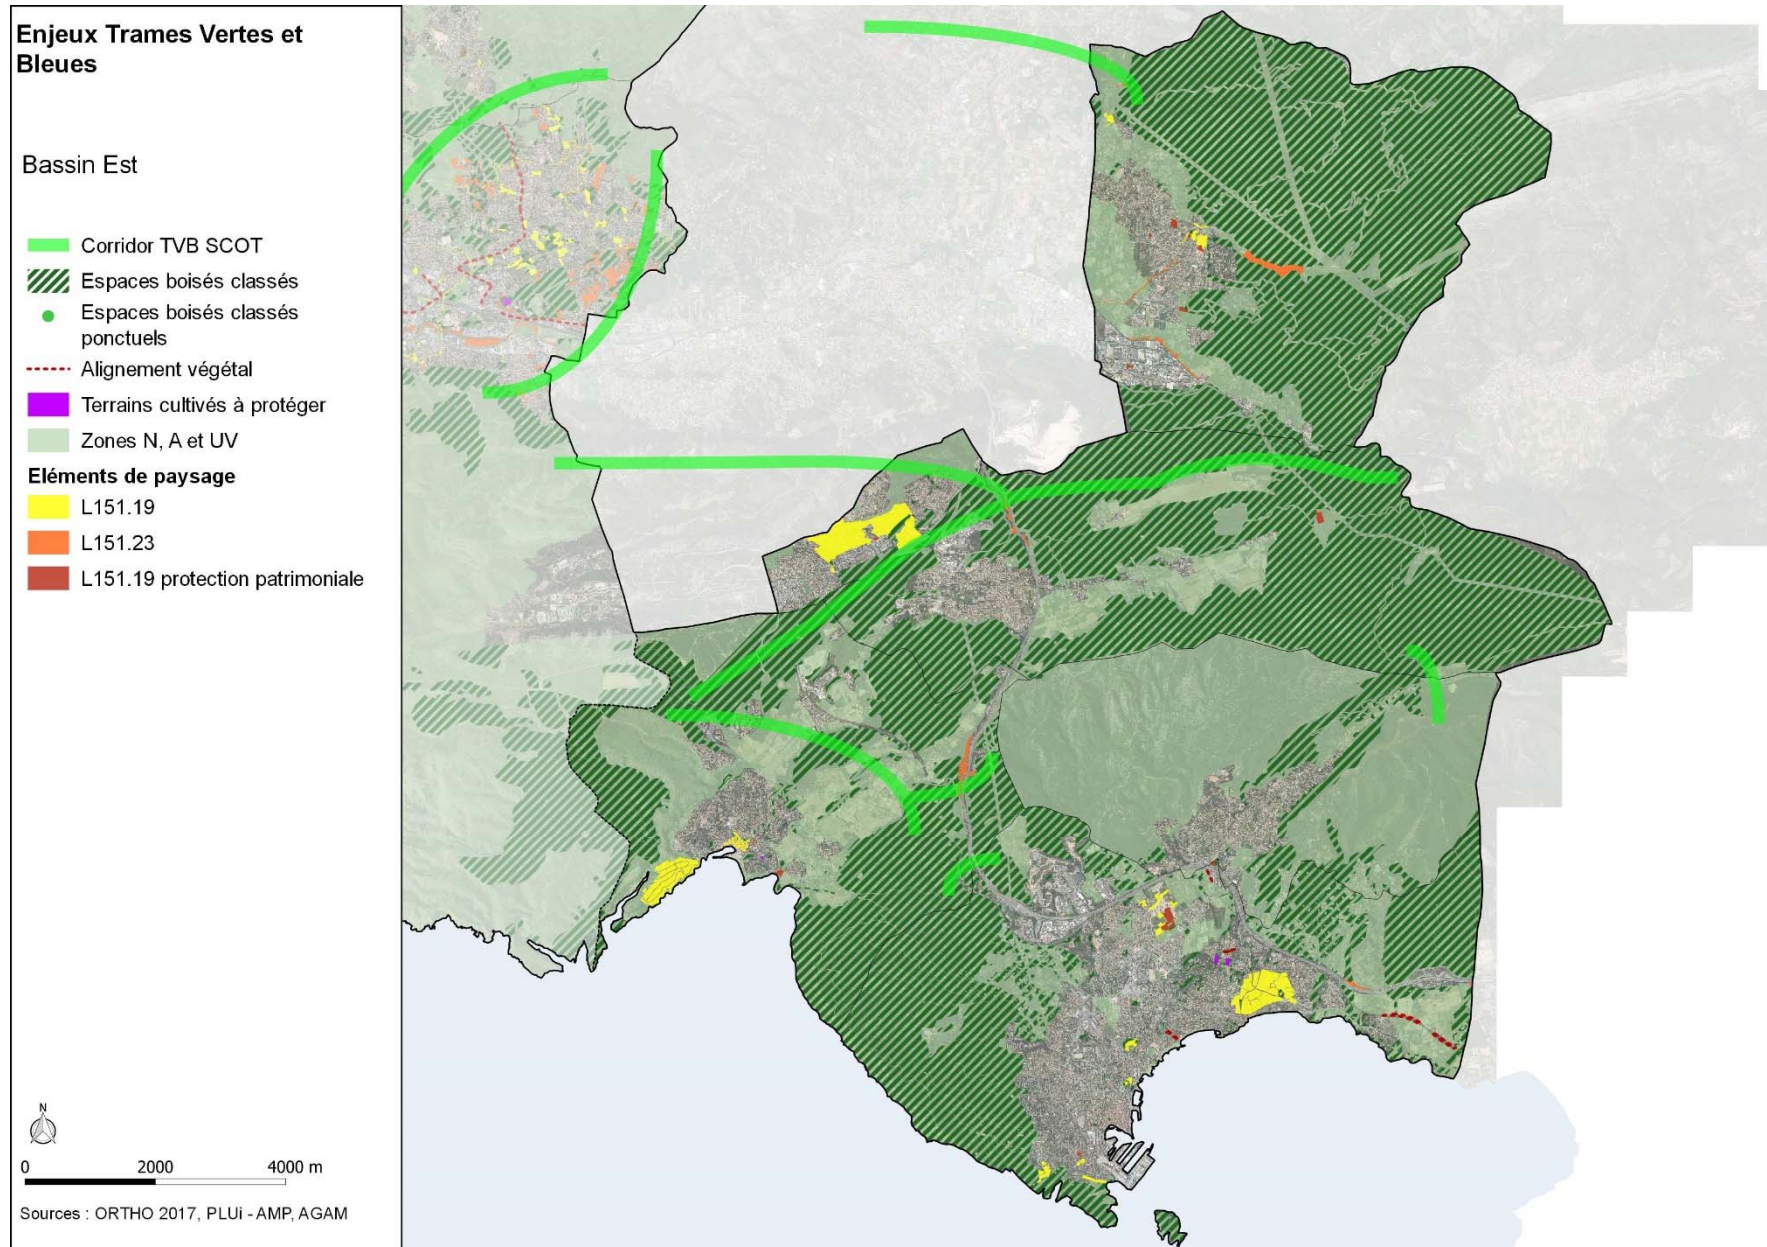 Enjeux Trames Vertes et
Bleues
Bassin Est
Corridor TVB SCOT
Espaces boisés classés
Espaces boisés classés
ponctuels
Alignement végétal
Terrains cultivés à protéger
Zones N, A et UV
Eléments de paysage
L151.19
L151.23
L151.19 protection patrimoniale
N
0 2000 4000 m
Sources : ORTHO 2017, PLUi - AMP, AGAM